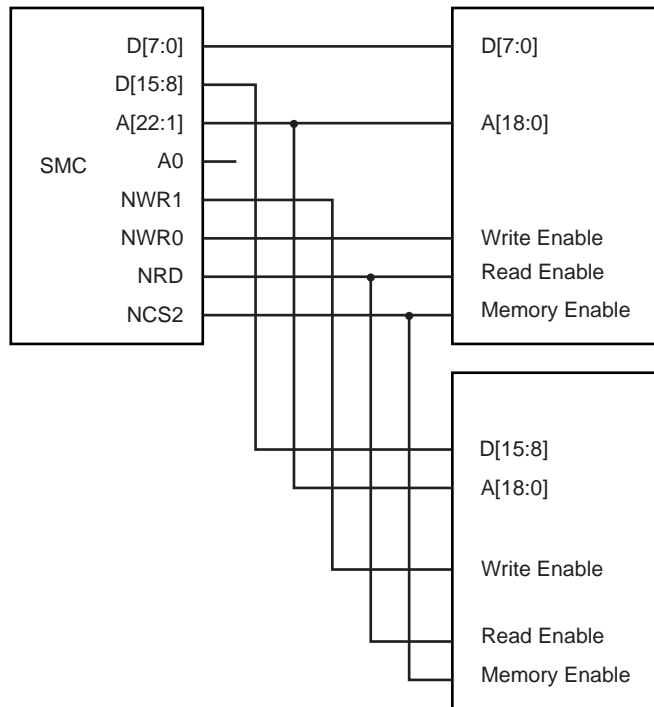 D[7:0]
D[15:8]
A[22:1]
SMC
A0
NWR1
NWR0
NRD
NCS2
D[7:0]
A[18:0]
Write Enable
Read Enable
Memory Enable
D[15:8]
A[18:0]
Write Enable
Read Enable
Memory Enable